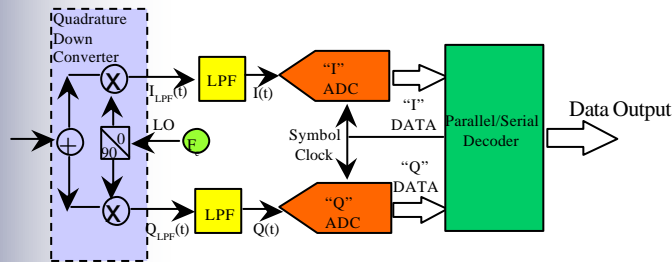 Quadrature
Down
Converter
X
I_LPF(t)
LPF
I(t)
"I"
ADC
"I"
DATA
Parallel/Serial
Decoder
Data Output
+
0
90
LO
F
Symbol
Clock
X
Q_LPF(t)
LPF
Q(t)
"Q"
ADC
"Q"
DATA